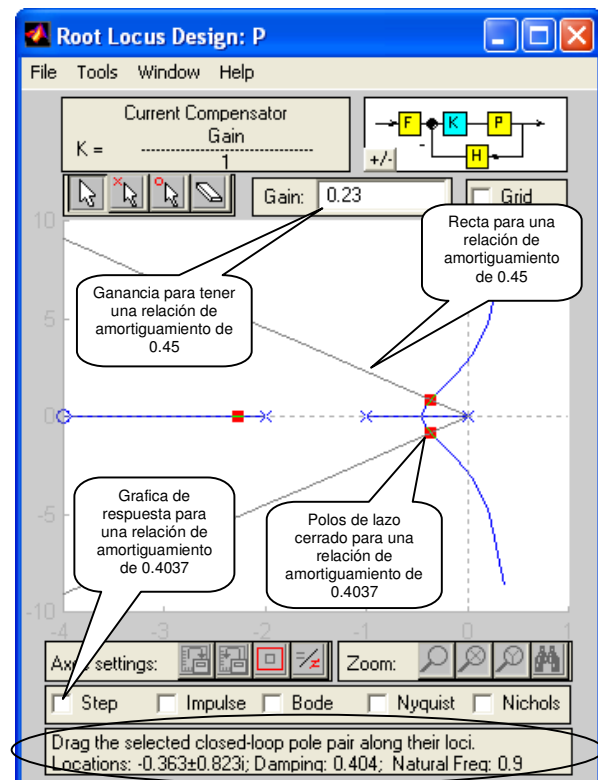 Root Locus Design: P
File Tools Window Help
Current Compensator
Gain
K = ------------------------------
1
F
K
P
-
H
+/-
Gain: 0.23
Grid
Recta para una
relación de
amortiguamiento
de 0.45
Ganancia para tener
una relación de
amortiguamiento de
0.45
10
5
0
-5
-10
Grafica de
respuesta para
una relación de
amortiguamiento
de 0.4037
Polos de lazo
cerrado para una
relación de
amortiguamiento de
0.4037
-4 -3 -2 -1 0 1
Axes settings:
Zoom:
Step Impulse Bode Nyquist Nichols
Drag the selected closed-loop pole pair along their loci.
Locations: -0.363±0.823i; Damping: 0.404; Natural Freq: 0.9